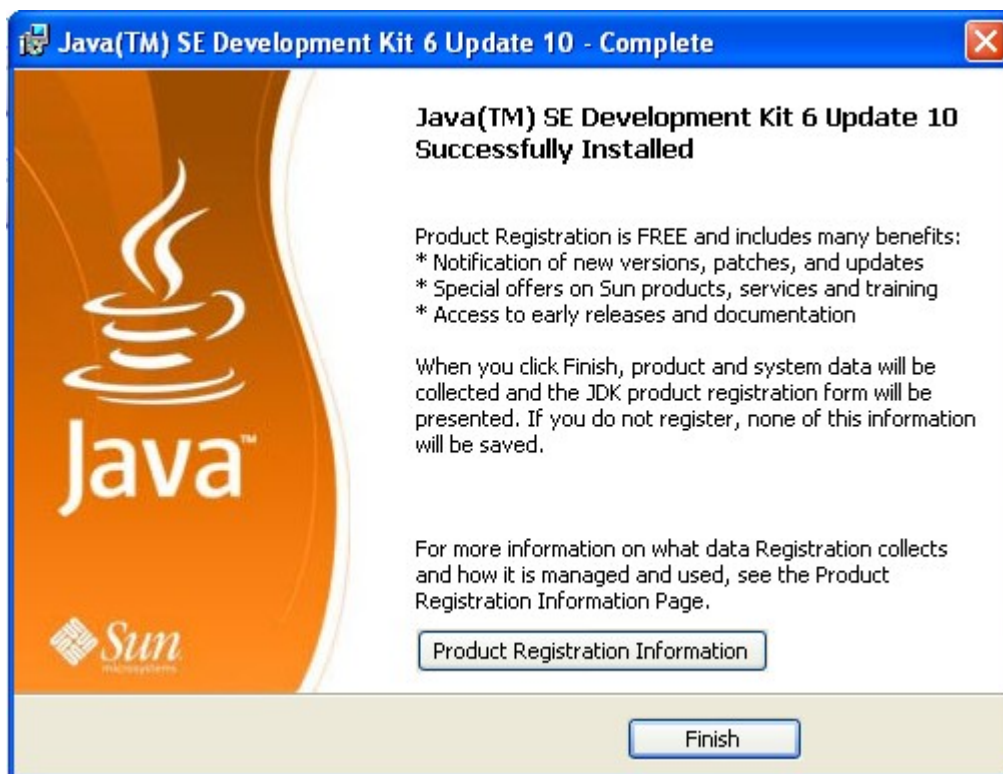 Java(TM) SE Development Kit 6 Update 10 - Complete
Java(TM) SE Development Kit 6 Update 10
Successfully Installed
Product Registration is FREE and includes many benefits:
* Notification of new versions, patches, and updates
* Special offers on Sun products, services and training
* Access to early releases and documentation
When you click Finish, product and system data will be
collected and the JDK product registration form will be
presented. If you do not register, none of this information
will be saved.
Java™
For more information on what data Registration collects
and how it is managed and used, see the Product
Registration Information Page.
Sun
microsystems
Product Registration Information
Finish